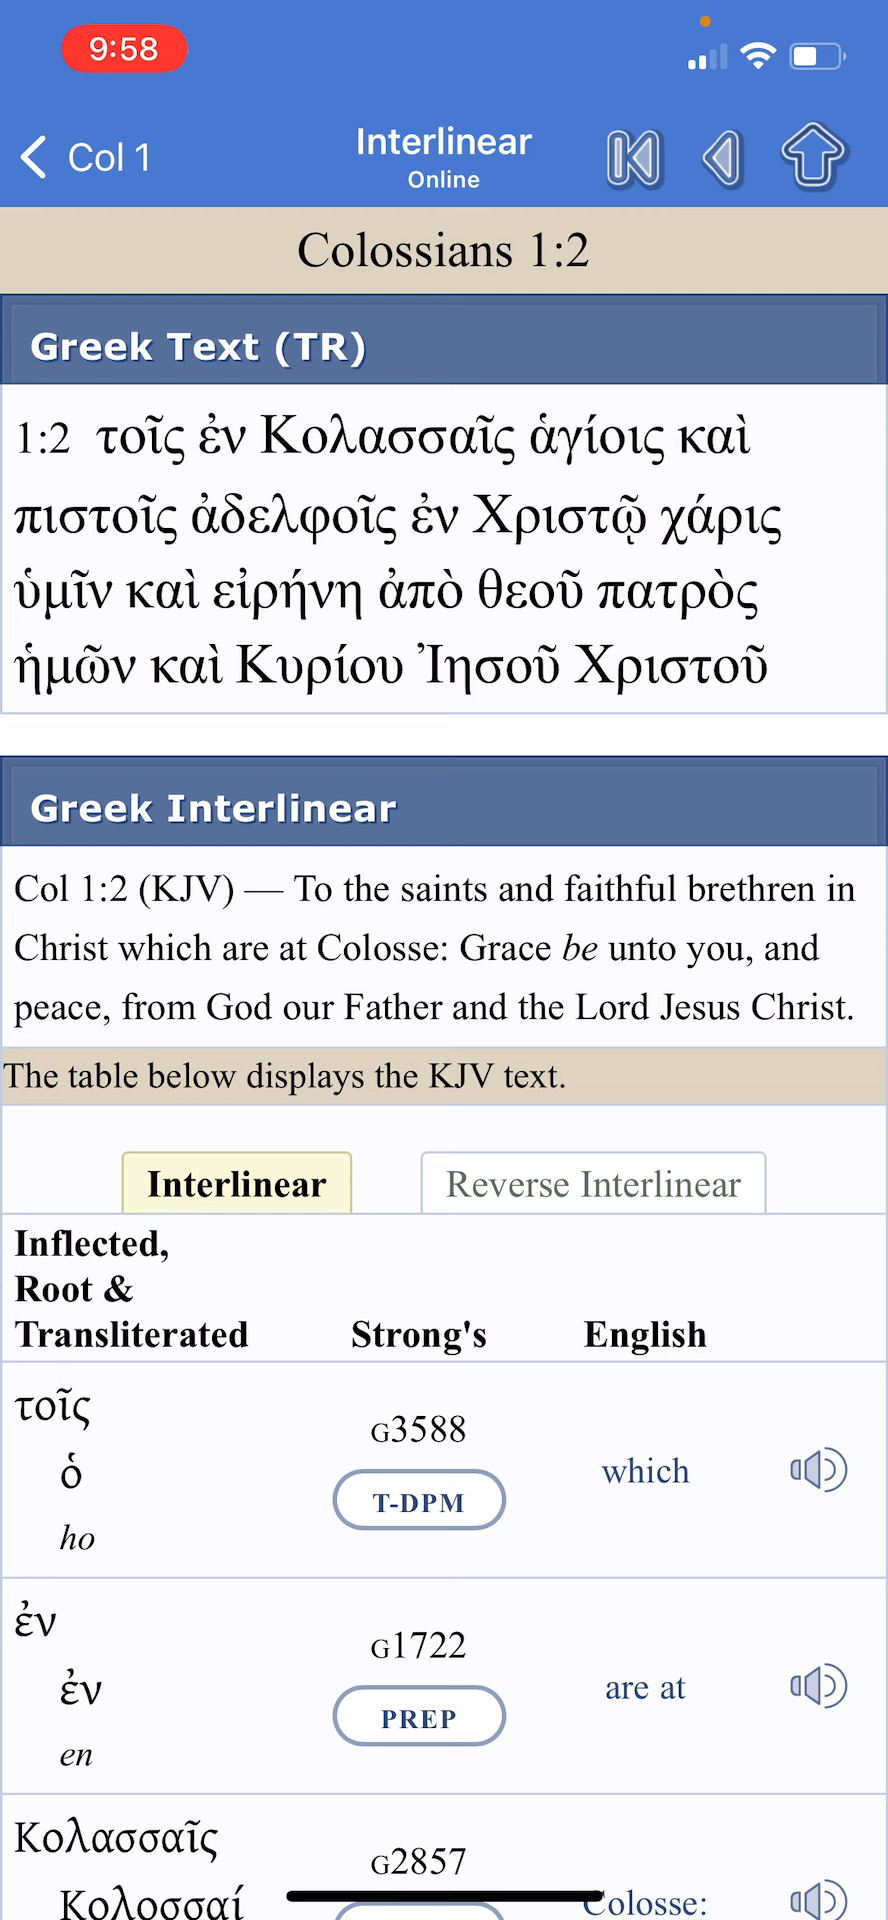 9:58
Col 1
Interlinear
Online
Colossians 1:2
Greek Text (TR)
1:2 τοῖς ἐν Κολασσαῖς ἁγίοις καὶ
πιστοῖς ἀδελφοῖς ἐν Χριστῷ χάρις
ὑμῖν καὶ εἰρήνη ἀπὸ θεοῦ πατρὸς
ἡμῶν καὶ Κυρίου Ἰησοῦ Χριστοῦ
Greek Interlinear
Col 1:2 (KJV) — To the saints and faithful brethren in
Christ which are at Colosse: Grace be unto you, and
peace, from God our Father and the Lord Jesus Christ.
The table below displays the KJV text.
Interlinear Reverse Interlinear
Inflected,
Root &
Transliterated Strong's English
τοῖς
G3588
ὁ
which
T-DPM
ho
ἐν
G1722
ἐν
are at
PREP
en
Κολασσαῖς
G2857
Κολοσσαί
Colosse: